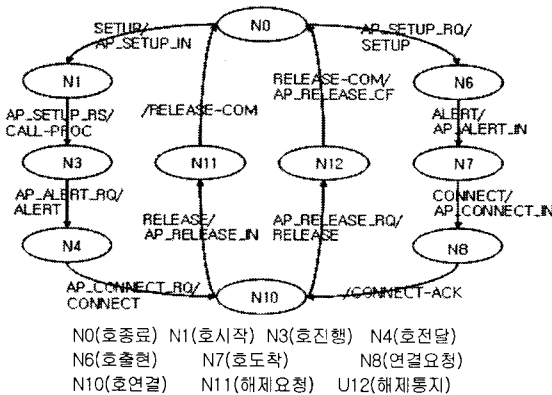 N0
SETUP/
AP_SETUP_IN
AP_SETUP_RQ/
SETUP
N1
N6
AP_SETUP_RS/
CALL-PROC
/RELEASE-COM
RELEASE-COM/
AP_RELEASE_CF
ALERT/
AP_ALERT_IN
N3
N11
N12
N7
AP_ALERT_RQ/
ALERT
RELEASE/
AP_RELEASE_IN
AP_RELEASE_RQ/
RELEASE
CONNECT/
AP_CONNECT_IN
N4
N8
AP_CONNECT_RQ/
CONNECT
N10
/CONNECT-ACK
N0(호종료) N1(호시작) N3(호진행) N4(호전달)
N6(호출현) N7(호도착) N8(연결요청)
N10(호연결) N11(해제요청) U12(해제통지)